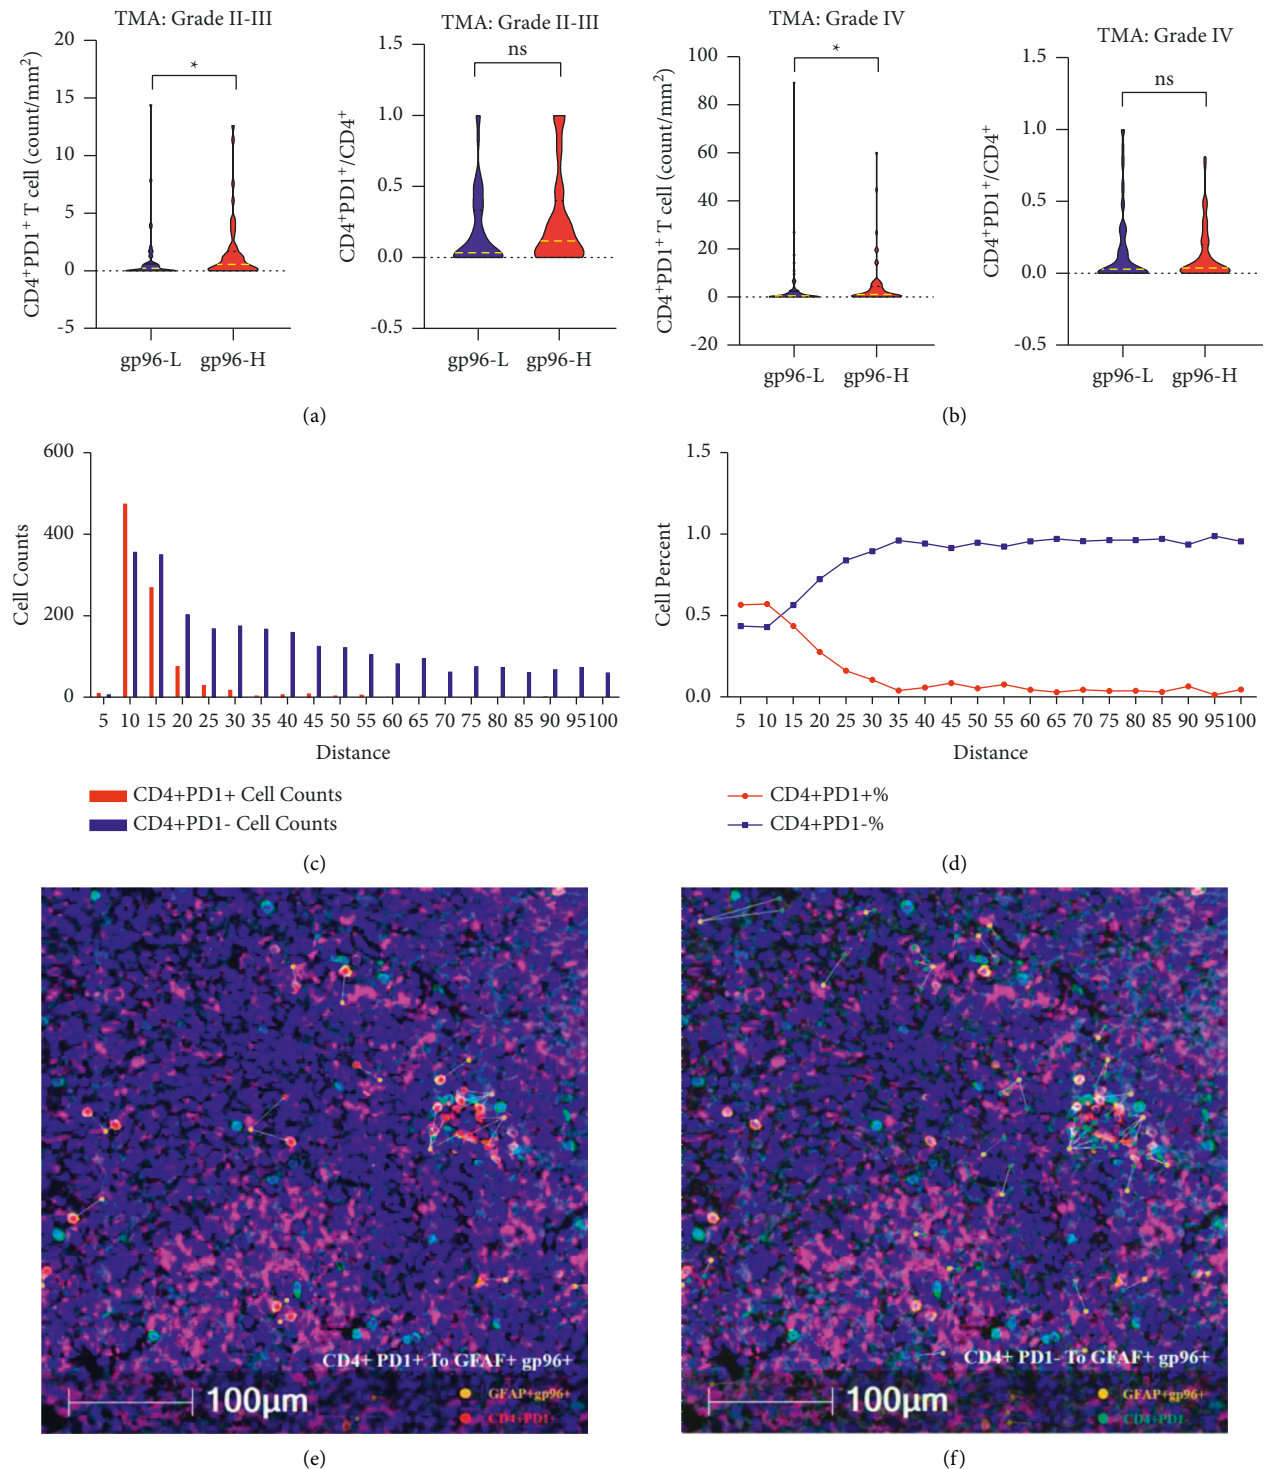 TMA: Grade II-III
CD4+PD1+ T cell (count/mm²)
20
15
10
5
0
-5
*
gp96-L gp96-H
TMA: Grade II-III
CD4+PD1+/CD4+
1.5
1.0
0.5
0.0
-0.5
ns
gp96-L gp96-H
(a)
TMA: Grade IV
CD4+PD1+ T cell (count/mm²)
100
80
60
40
20
0
-20
*
gp96-L gp96-H
TMA: Grade IV
CD4+PD1+/CD4+
1.5
1.0
0.5
0.0
-0.5
ns
gp96-L gp96-H
(b)
Cell Counts
600
400
200
0
5 10 15 20 25 30 35 40 45 50 55 60 65 70 75 80 85 90 95 100
Distance
CD4+PD1+ Cell Counts
CD4+PD1- Cell Counts
(c)
Cell Percent
1.5
1.0
0.5
0.0
5 10 15 20 25 30 35 40 45 50 55 60 65 70 75 80 85 90 95 100
Distance
CD4+PD1+%
CD4+PD1-%
(d)
CD4+ PD1+ To GFAF+ gp96+
100μm
GFAP+gp96+
CD4+PD1+
(e)
CD4+ PD1- To GFAF+ gp96+
100μm
GFAP+gp96+
CD4+PD1-
(f)